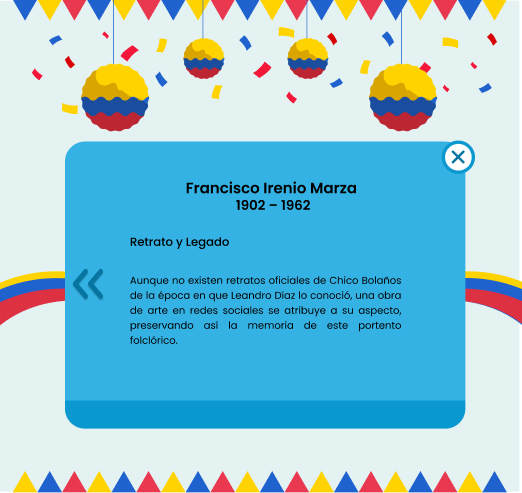 Francisco Irenio Marza
1902 – 1962
Retrato y Legado
Aunque no existen retratos oficiales de Chico Bolaños
de la época en que Leandro Díaz lo conoció, una obra
de arte en redes sociales se atribuye a su aspecto,
preservando así la memoria de este portento
folclórico.